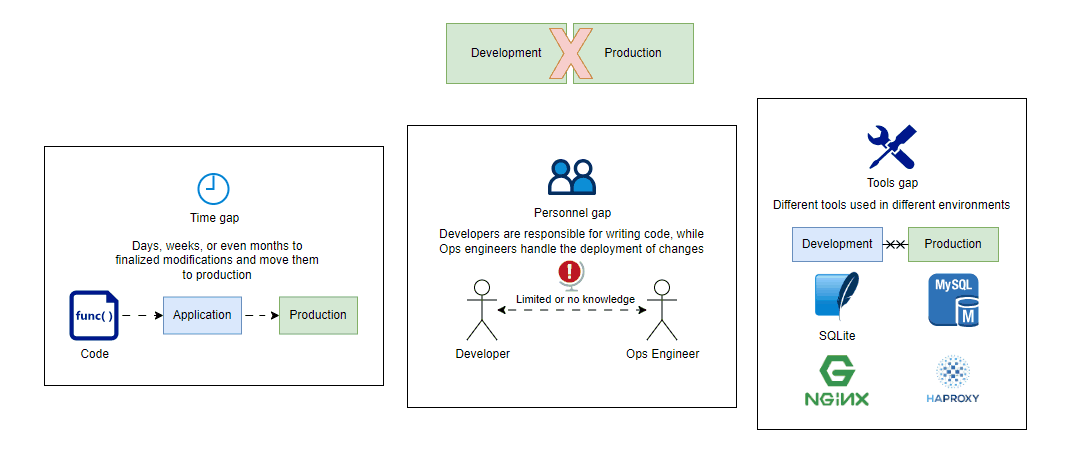 Development
Production
Time gap
Days, weeks, or even months to
finalized modifications and move them
to production
func( )
Application
Production
Code
Personnel gap
Developers are responsible for writing code, while
Ops engineers handle the deployment of changes
!
Limited or no knowledge
Developer
Ops Engineer
Tools gap
Different tools used in different environments
Development
Production
SQLite
MySQL
M
G
NGINX
HAPROXY